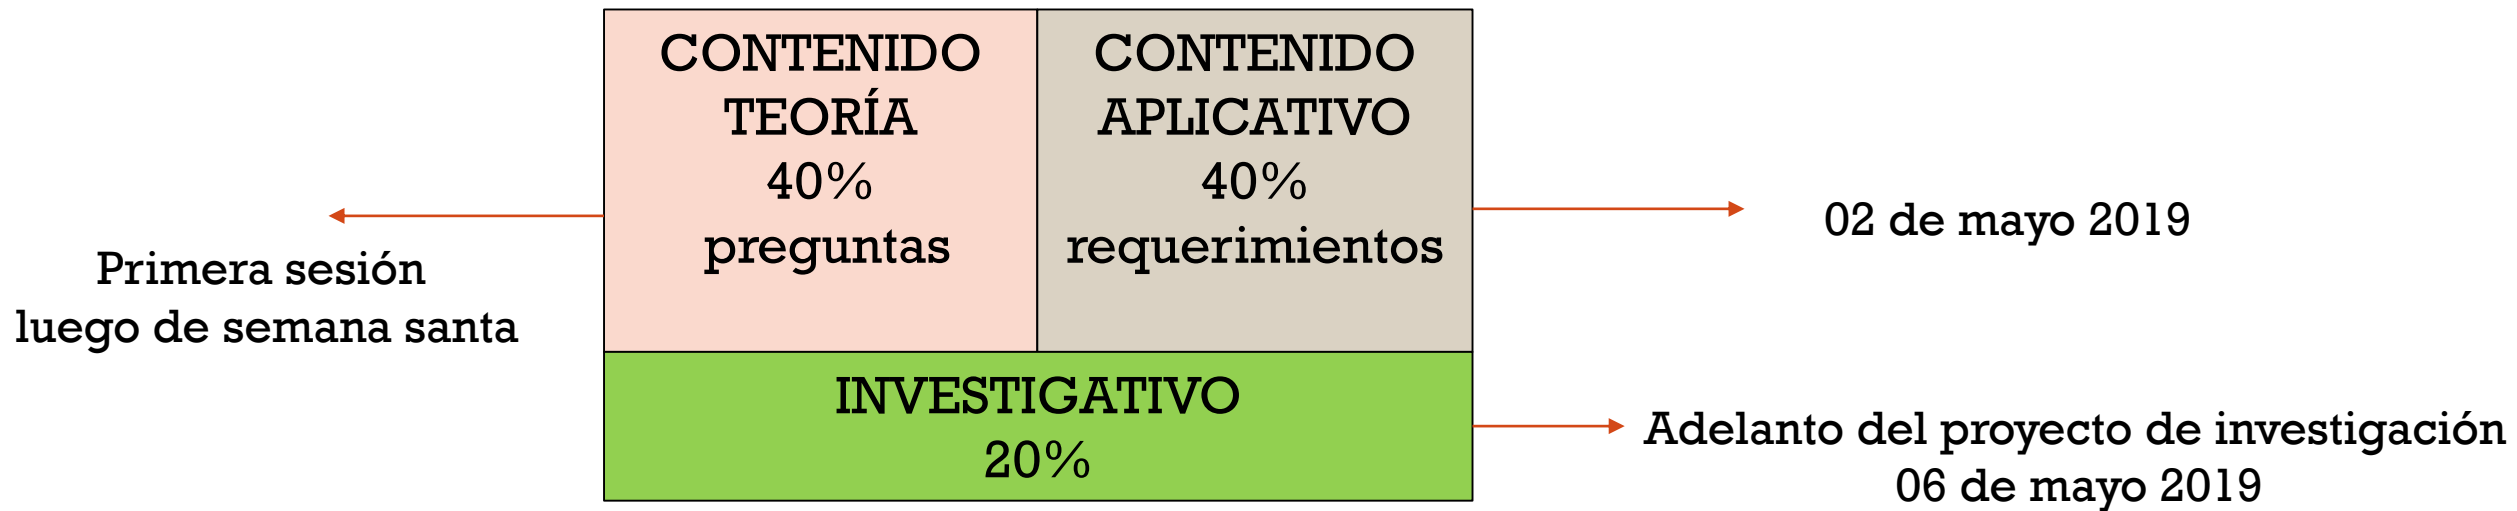 CONTENIDO
TEORÍA
40%
preguntas
CONTENIDO
APLICATIVO
40%
requerimientos
Primera sesión
luego de semana santa
02 de mayo 2019
INVESTIGATIVO
20%
Adelanto del proyecto de investigación
06 de mayo 2019